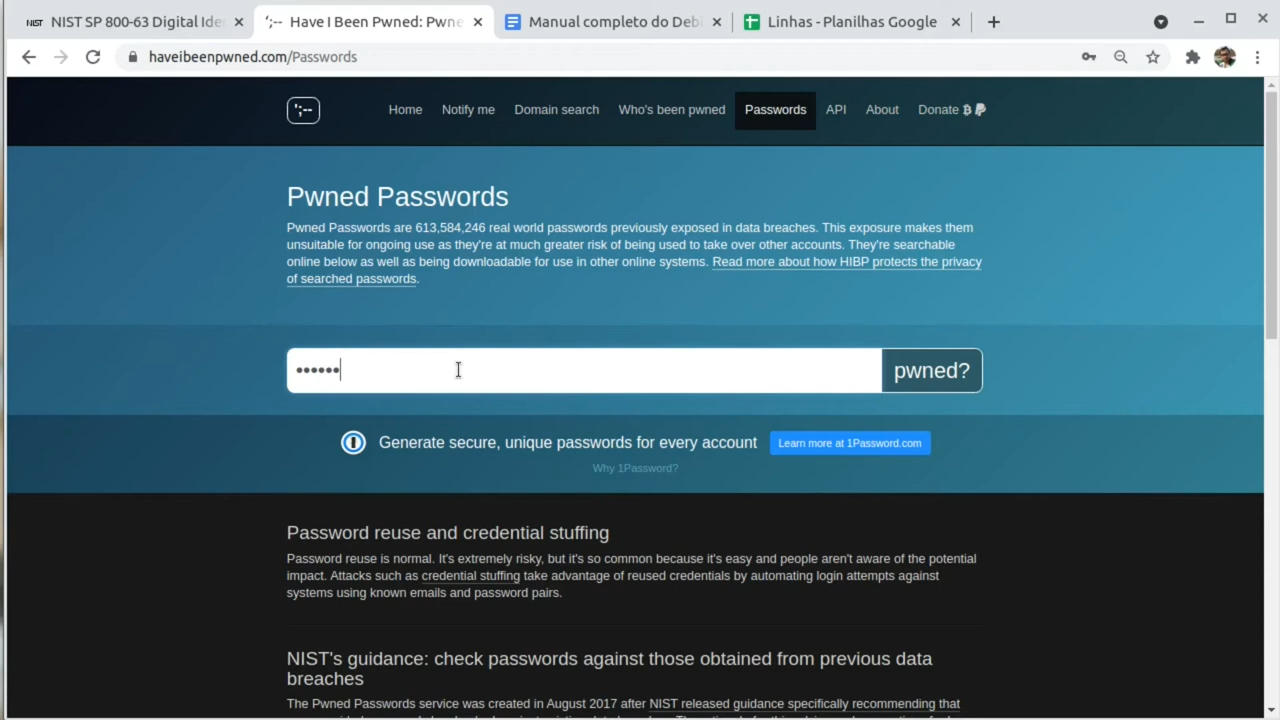 NIST NIST SP 800-63 Digital Ide
';-- Have I Been Pwned: Pwne
Manual completo do Deb
Linhas - Planilhas Google
haveibeenpwned.com/Passwords
';--
Home Notify me Domain search Who's been pwned Passwords API About Donate
Pwned Passwords
Pwned Passwords are 613,584,246 real world passwords previously exposed in data breaches. This exposure makes them
unsuitable for ongoing use as they're at much greater risk of being used to take over other accounts. They're searchable
online below as well as being downloadable for use in other online systems. Read more about how HIBP protects the privacy
of searched passwords.
•••••• pwned?
Generate secure, unique passwords for every account Learn more at 1Password.com
Why 1Password?
Password reuse and credential stuffing
Password reuse is normal. It's extremely risky, but it's so common because it's easy and people aren't aware of the potential
impact. Attacks such as credential stuffing take advantage of reused credentials by automating login attempts against
systems using known emails and password pairs.
NIST's guidance: check passwords against those obtained from previous data
breaches
The Pwned Passwords service was created in August 2017 after NIST released guidance specifically recommending that